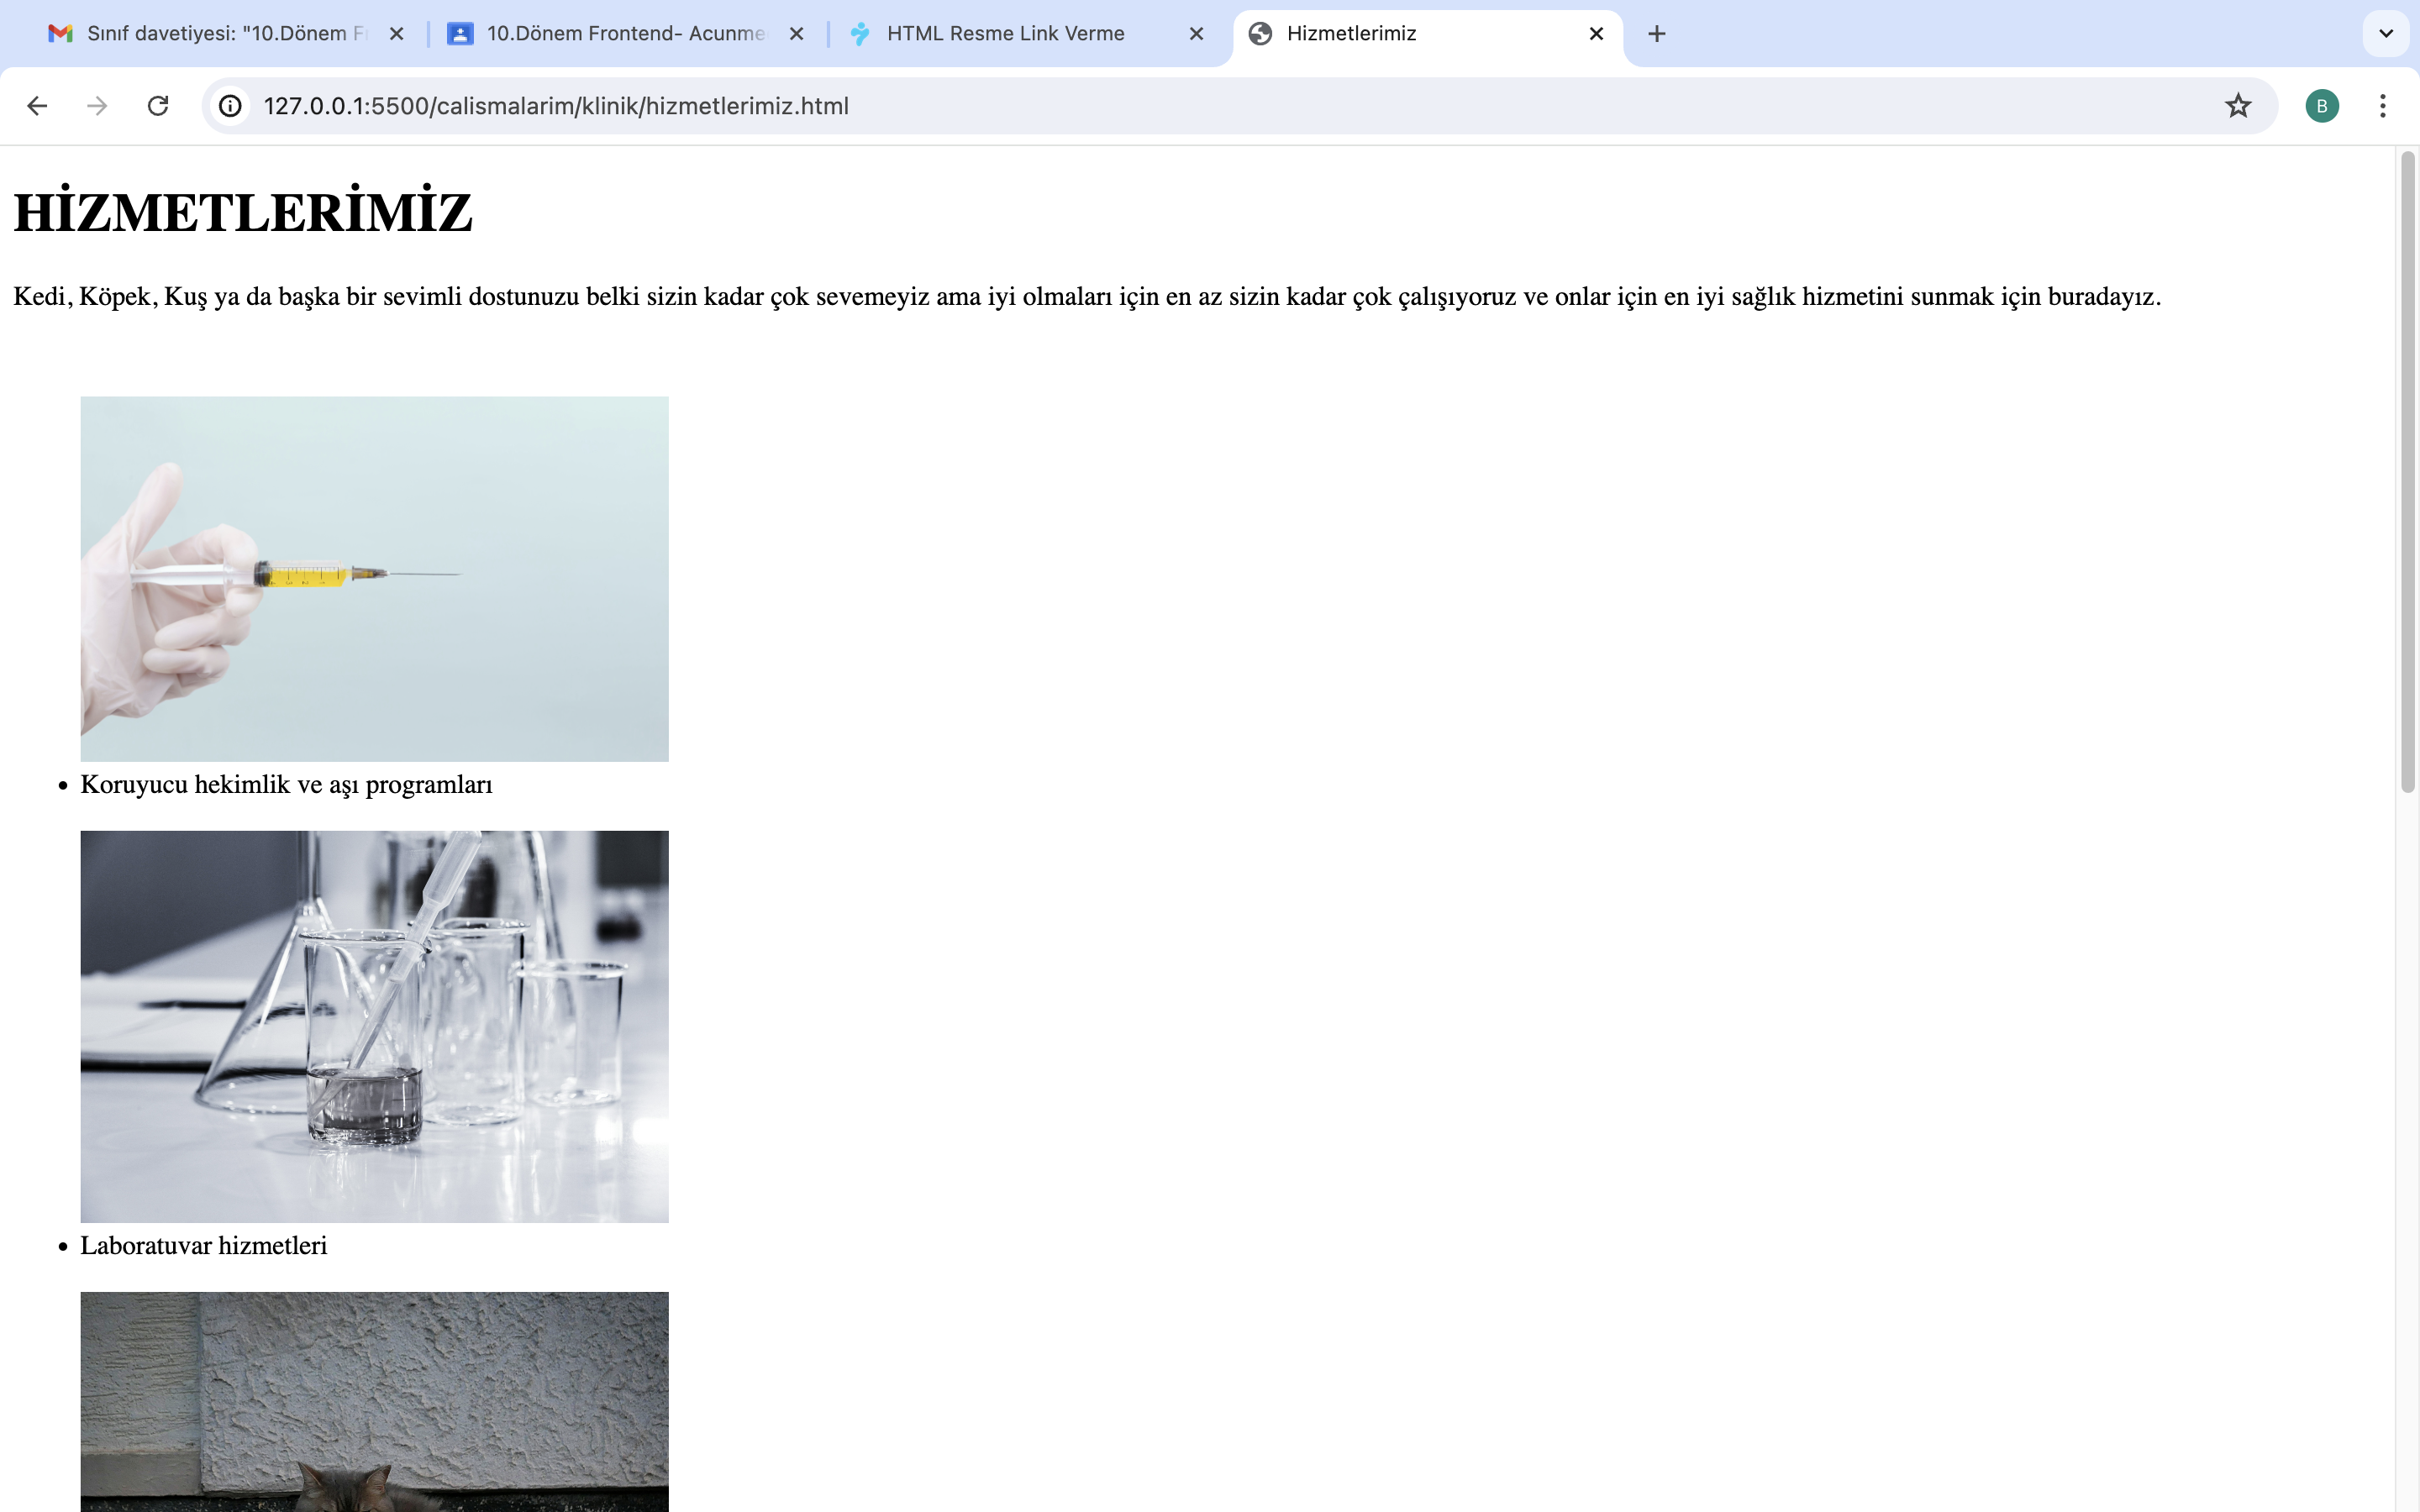 Sınıf davetiyesi: "10.Dönem F
10.Dönem Frontend- Acunme
HTML Resme Link Verme
Hizmetlerimiz
127.0.0.1:5500/calismalarim/klinik/hizmetlerimiz.html
B
HİZMETLERİMİZ
Kedi, Köpek, Kuş ya da başka bir sevimli dostunuzu belki sizin kadar çok sevemeyiz ama iyi olmaları için en az sizin kadar çok çalışıyoruz ve onlar için en iyi sağlık hizmetini sunmak için buradayız.
• Koruyucu hekimlik ve aşı programları
• Laboratuvar hizmetleri